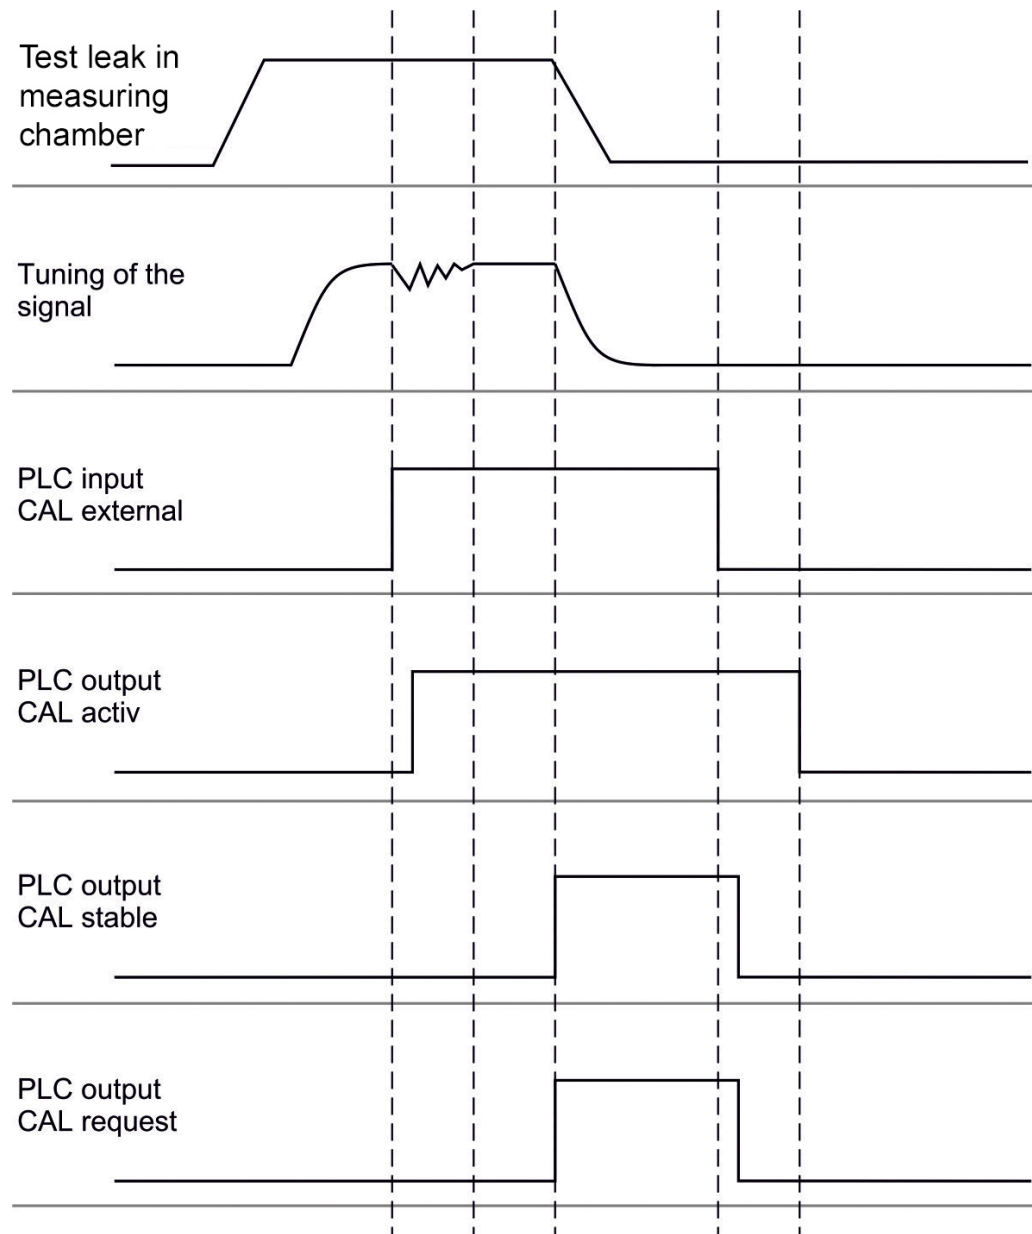 Test leak in
measuring
chamber
Tuning of the
signal
PLC input
CAL external
PLC output
CAL activ
PLC output
CAL stable
PLC output
CAL request